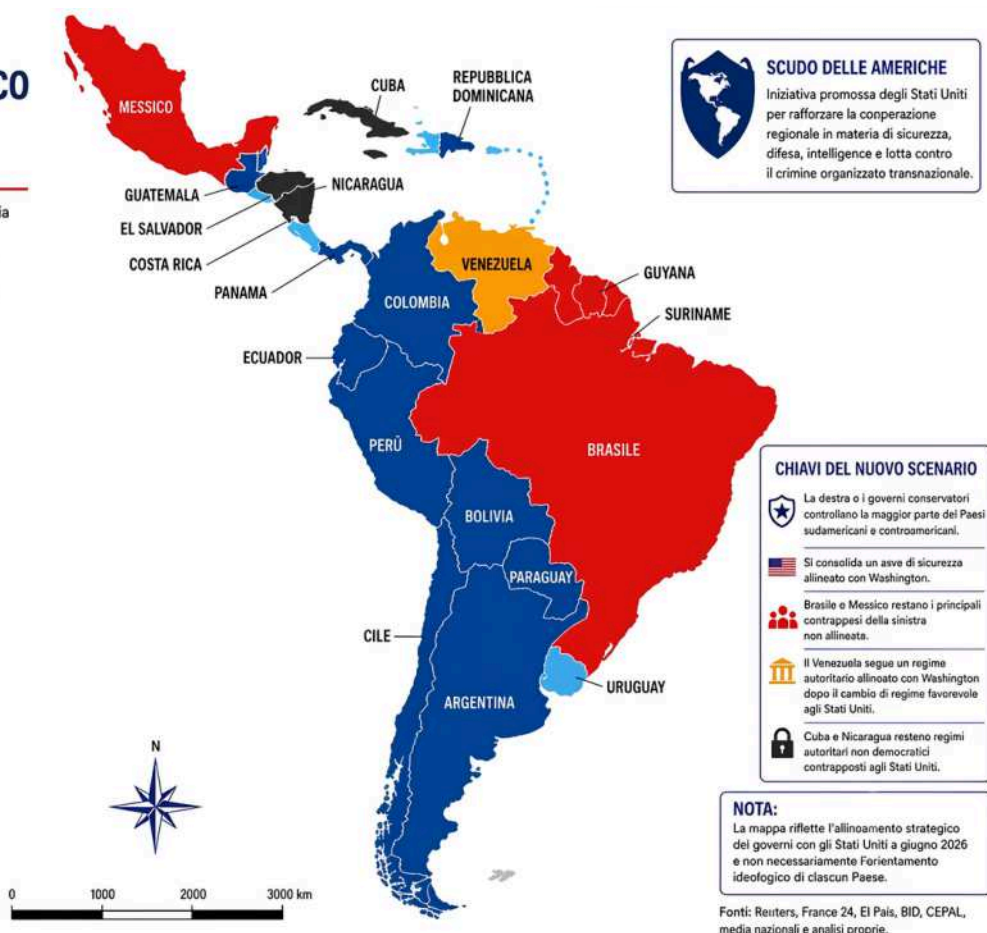 CO
ia
MESSICO
CUBA
REPUBBLICA
DOMINICANA
GUATEMALA
NICARAGUA
EL SALVADOR
COSTA RICA
PANAMA
VENEZUELA
COLOMBIA
GUYANA
SURINAME
ECUADOR
PERŪ
BRASILE
BOLIVIA
PARAGUAY
CILE
URUGUAY
ARGENTINA
N
0 1000 2000 3000 km
SCUDO DELLE AMERICHE
Iniziativa promossa degli Stati Uniti
per rafforzare la conperazione
regionale in materia di sicurezza,
difesa, intelligence e lotta contro
il crimine organizzato transnazionale.
CHIAVI DEL NUOVO SCENARIO
La destra o i governi conservatori
controllano la maggior parte dei Paesi
sudamericani e controamericani.
Si consolida un asve di sicurezza
allineato con Washington.
Brasile e Messico restano i principali
contrappesi della sinistra
non allineata.
Il Venezuela segue un regime
autoritario allinoato con Washington
dopo il cambio di regime favorevole
agli Stati Uniti.
Cuba e Nicaragua resteno regimi
autoritari non democratici
contrapposti agli Stati Uniti.
NOTA:
La mappa riflette l'allinoamento strategico
dei governi con gli Stati Uniti a giugno 2026
e non necessariamente Forientamento
ideofogico di clascun Paese.
Fonti: Reuters, France 24, El Pais, BID, CEPAL,
media nazionali e analisi proprie.